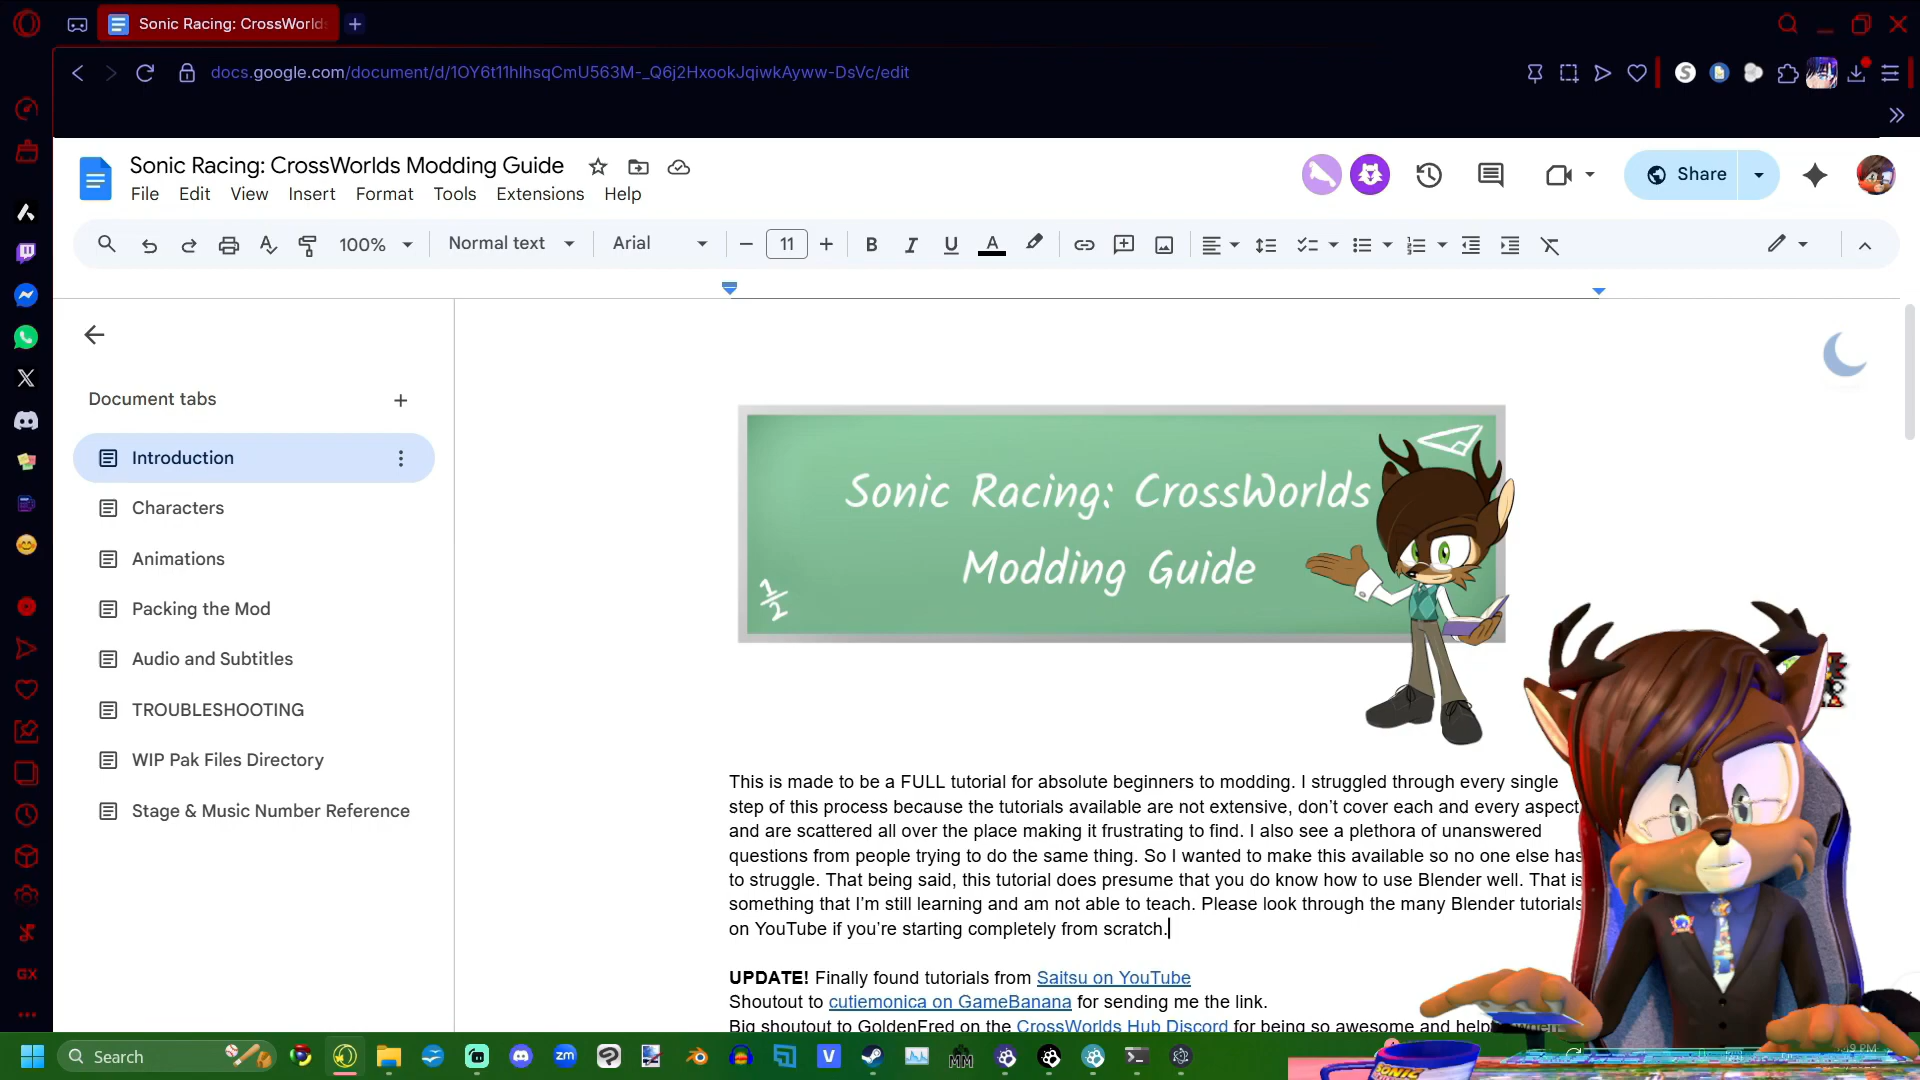 Sonic Racing: CrossWorlds
docs.google.com/document/d/1OY6t11hlhsqCmU563M-_Q6j2HxookJqiwkAyww-DsVc/edit
Sonic Racing: CrossWorlds Modding Guide
File Edit View Insert Format Tools Extensions Help
Share
100% Normal text Arial 11
Document tabs
Introduction
Characters
Animations
Packing the Mod
Audio and Subtitles
TROUBLESHOOTING
WIP Pak Files Directory
Stage & Music Number Reference
Sonic Racing: CrossWorlds
Modding Guide
1/2
This is made to be a FULL tutorial for absolute beginners to modding. I struggled through every single
step of this process because the tutorials available are not extensive, don’t cover each and every aspect
and are scattered all over the place making it frustrating to find. I also see a plethora of unanswered
questions from people trying to do the same thing. So I wanted to make this available so no one else has
to struggle. That being said, this tutorial does presume that you do know how to use Blender well. That is
something that I’m still learning and am not able to teach. Please look through the many Blender tutorials
on YouTube if you’re starting completely from scratch.
UPDATE! Finally found tutorials from Saitsu on YouTube
Shoutout to cutiemonica on GameBanana for sending me the link.
Big shoutout to GoldenFred on the CrossWorlds Hub Discord for being so awesome and
GX
Search
zm
V
MM
SONIC